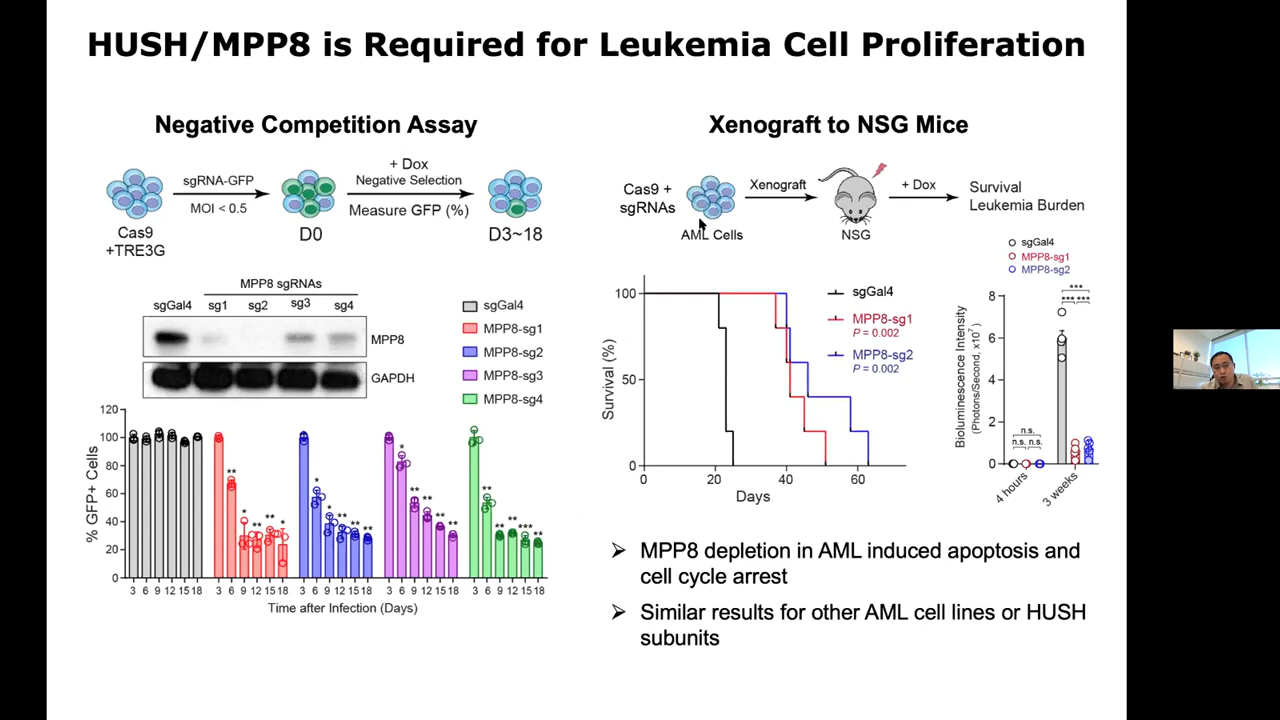 HUSH/MPP8 is Required for Leukemia Cell Proliferation
Negative Competition Assay
sgRNA-GFP
MOI < 0.5
+ Dox
Negative Selection
Measure GFP (%)
Cas9
+TRE3G
D0
D3~18
MPP8 sgRNAs
sgGal4 sg1 sg2 sg3 sg4
MPP8
GAPDH
sgGal4
MPP8-sg1
MPP8-sg2
MPP8-sg3
MPP8-sg4
% GFP+ Cells
120
100
80
60
40
20
0
** * ** ** *
* * ** ** **
* ** ** ** **
** ** ** *** **
3 6 9 12 15 18 3 6 9 12 15 18 3 6 9 12 15 18 3 6 9 12 15 18 3 6 9 12 15 18
Time after Infection (Days)
Xenograft to NSG Mice
Cas9 +
sgRNAs
AML Cells
Xenograft
NSG
+ Dox
Survival
Leukemia Burden
Survival (%)
100
50
0
0 20 40 60
Days
sgGal4
MPP8-sg1
P = 0.002
MPP8-sg2
P = 0.002
sgGal4
MPP8-sg1
MPP8-sg2
Bioluminescence Intensity
(Photons/Second, x10⁷)
8
6
4
2
0
n.s.
n.s. n.s.
***
*** ***
4 hours
3 weeks
➢ MPP8 depletion in AML induced apoptosis and
cell cycle arrest
➢ Similar results for other AML cell lines or HUSH
subunits